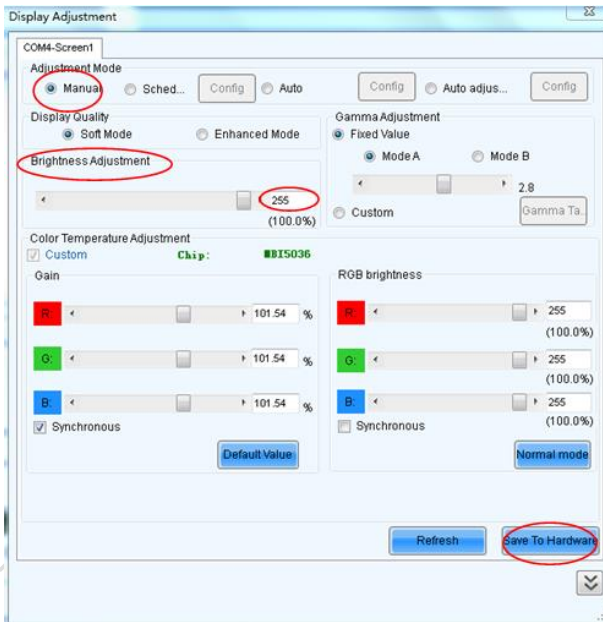 Display Adjustment
COM4-Screen1
Adjustment Mode
Manual Sched... Config Auto Config Auto adjus... Config
Display Quality
Soft Mode Enhanced Mode
Gamma Adjustment
Fixed Value
Mode A Mode B
2.8
Custom Gamma Ta..
Brightness Adjustment
255
(100.0%)
Color Temperature Adjustment
Custom Chip: MBI5036
Gain
R: 101.54 %
G: 101.54 %
B: 101.54 %
Synchronous
Default Value
RGB brightness
R: 255
(100.0%)
G: 255
(100.0%)
B: 255
(100.0%)
Synchronous
Normal mode
Refresh Save To Hardware